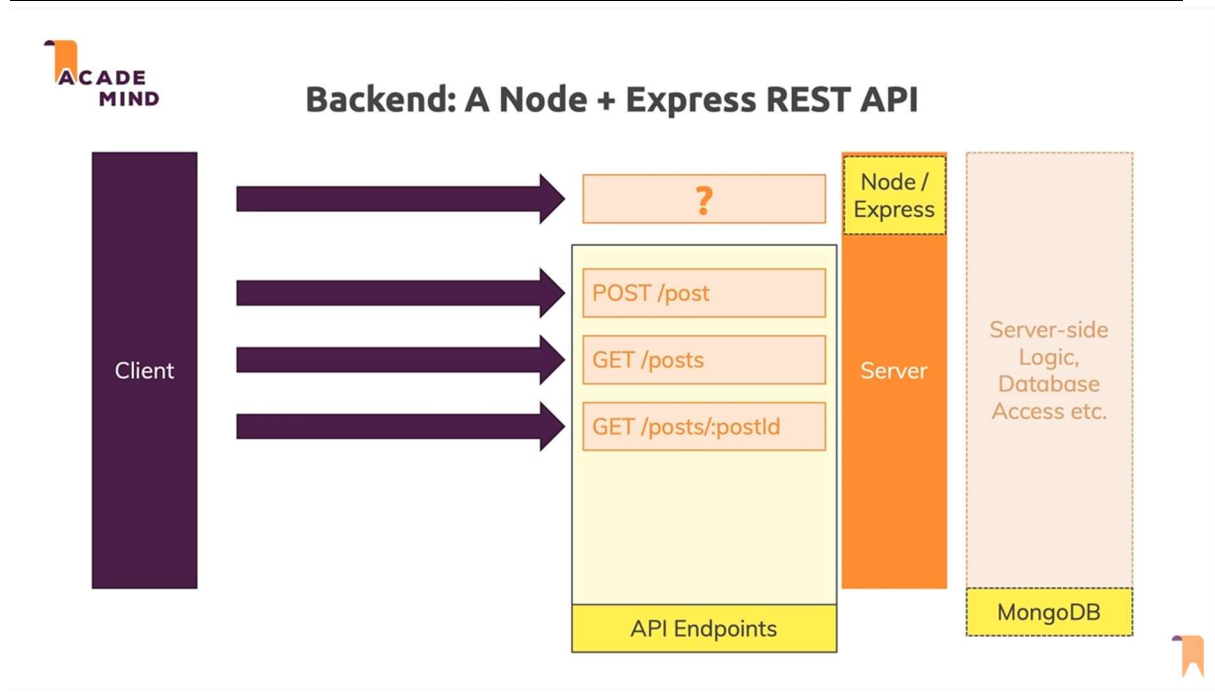 ACADE
MIND
Backend: A Node + Express REST API
Client
?
POST /post
GET /posts
GET /posts/:postId
API Endpoints
Node /
Express
Server
Server-side
Logic,
Database
Access etc.
MongoDB